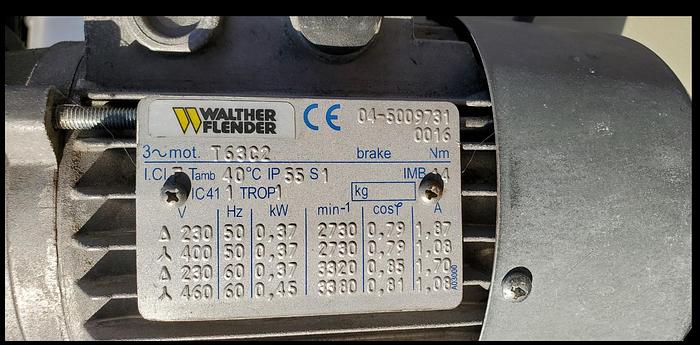 WALTHER FLENDER
CE
04-5009731
0016
3~mot. T63C2 brake Nm
I.Cl Tamb 40°C IP 55 S1 IMB 14
IC41 1 TROP1 kg
V Hz kW min-1 cosφ A
Δ 230 50 0,37 2730 0,79 1,87
⅄ 400 50 0,37 2730 0,79 1,08
Δ 230 60 0,37 3320 0,85 1,70
⅄ 460 60 0,45 3380 0,81 1,08
A03000